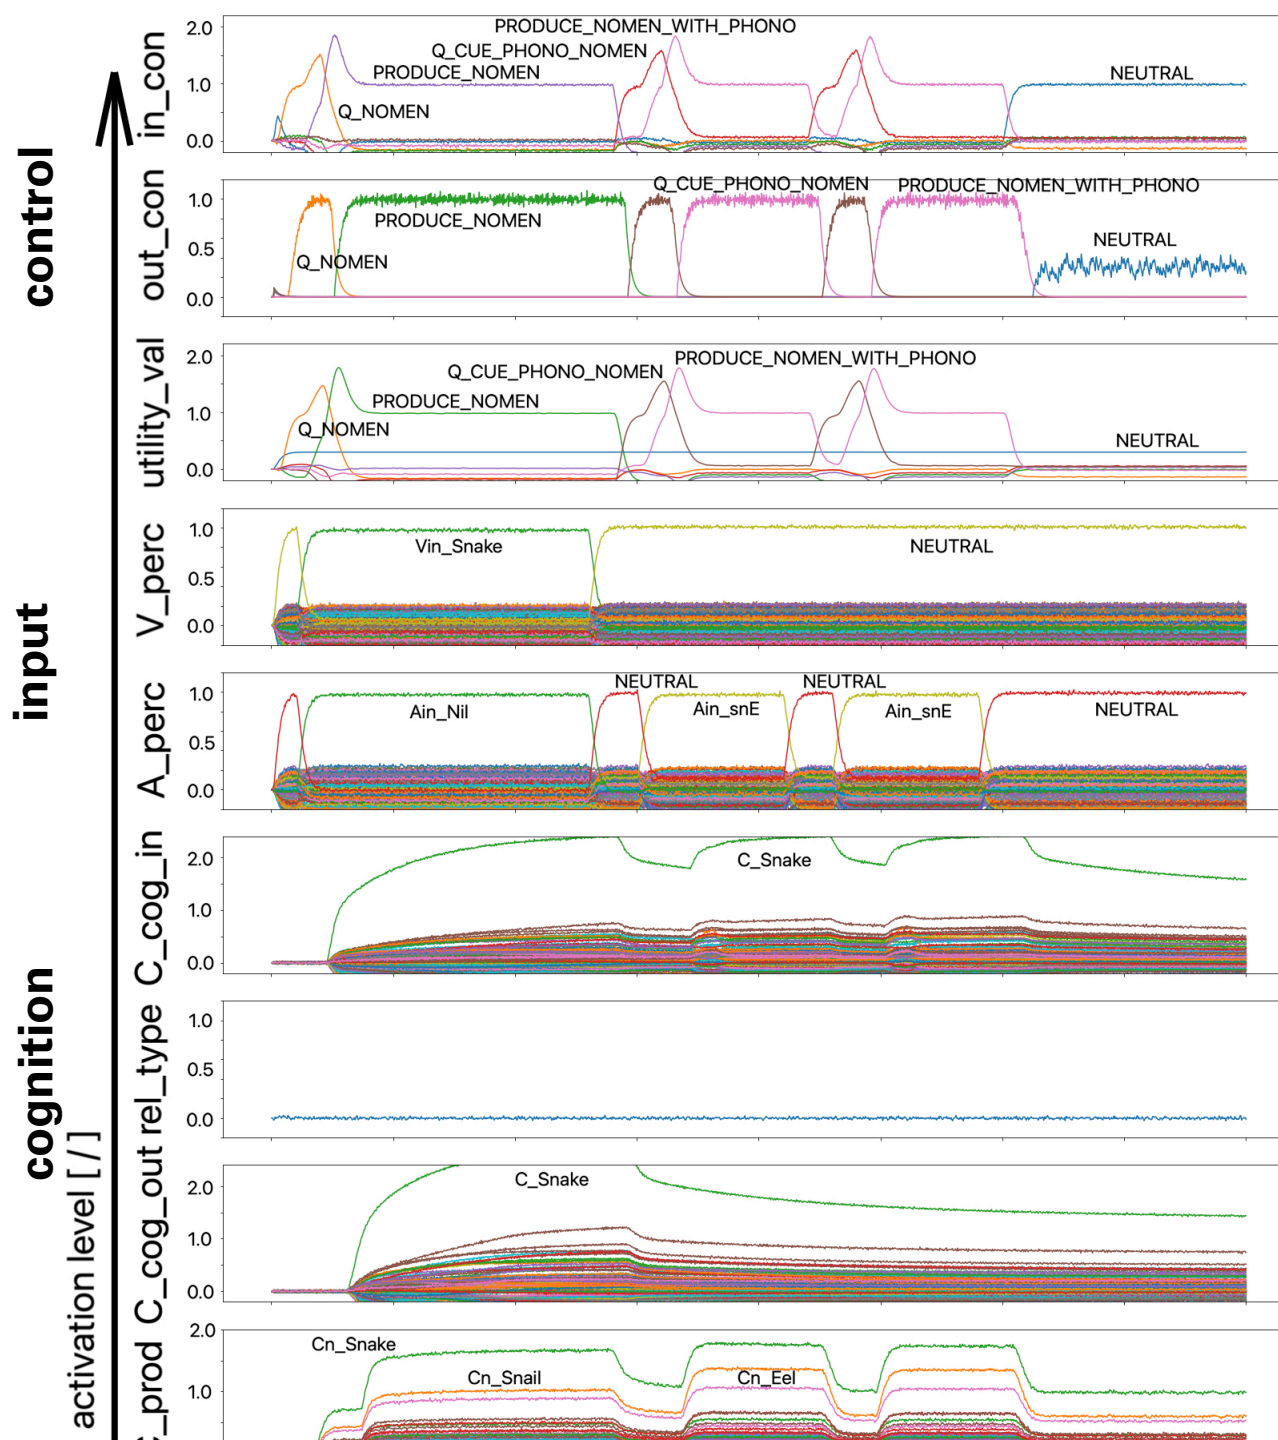 control
input
cognition
activation level [ / ]
in_con
2.0
1.0
0.0
PRODUCE_NOMEN_WITH_PHONO
Q_CUE_PHONO_NOMEN
PRODUCE_NOMEN
NEUTRAL
Q_NOMEN
out_con
1.0
0.5
0.0
Q_CUE_PHONO_NOMEN
PRODUCE_NOMEN_WITH_PHONO
PRODUCE_NOMEN
NEUTRAL
Q_NOMEN
utility_val
2.0
1.0
0.0
PRODUCE_NOMEN_WITH_PHONO
Q_CUE_PHONO_NOMEN
PRODUCE_NOMEN
Q_NOMEN
NEUTRAL
V_perc
1.0
0.5
0.0
Vin_Snake
NEUTRAL
A_perc
1.0
0.5
0.0
NEUTRAL
NEUTRAL
Ain_Nil
Ain_snE
Ain_snE
NEUTRAL
C_cog_in
2.0
1.0
0.0
C_Snake
rel_type
1.0
0.5
0.0
C_cog_out
2.0
1.0
0.0
C_Snake
_prod
2.0
1.0
Cn_Snake
Cn_Snail
Cn_Eel